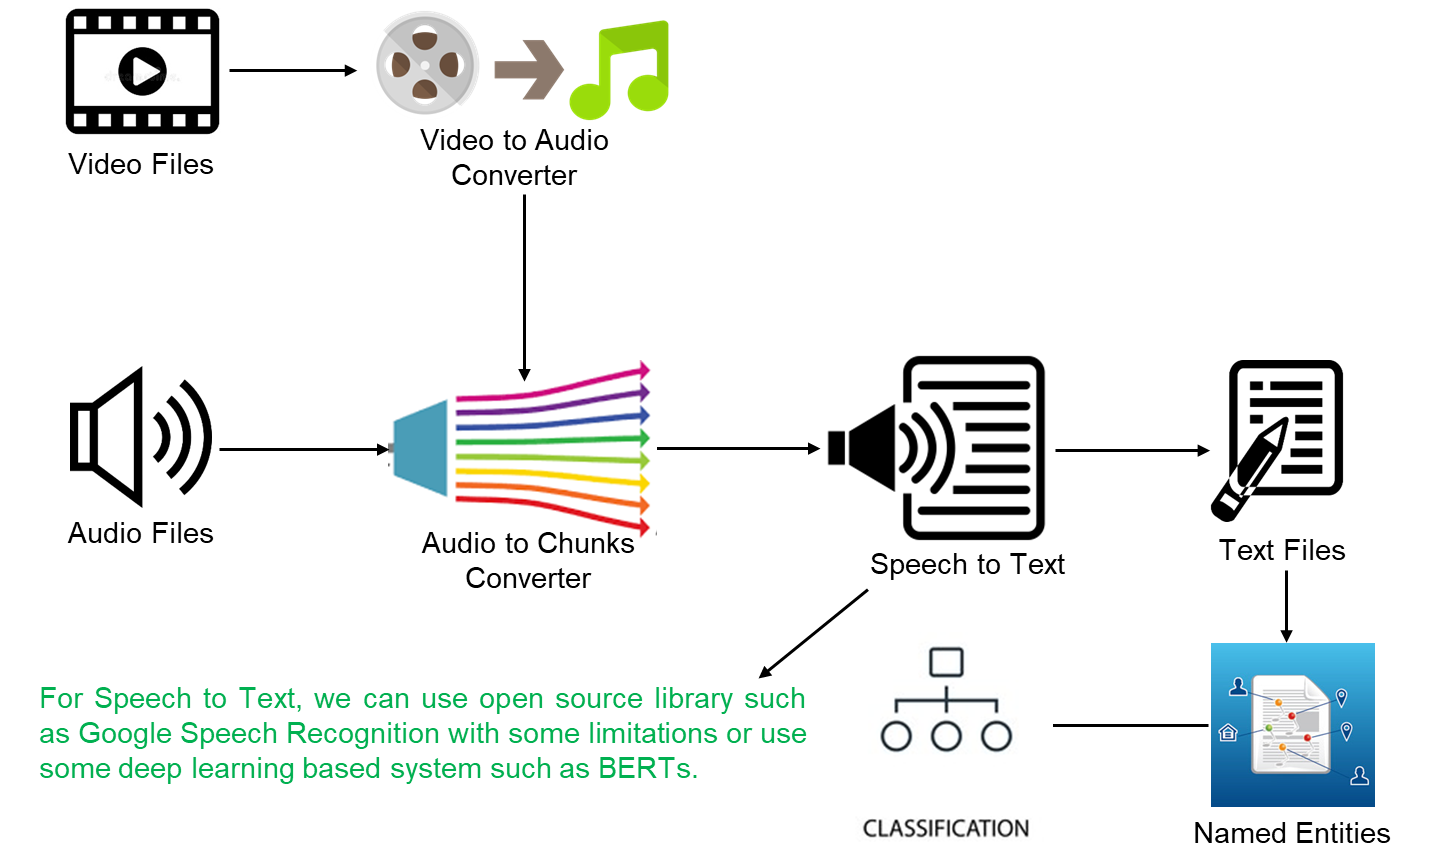 Video Files
Video to Audio
Converter
Audio Files
Audio to Chunks
Converter
Speech to Text
Text Files
For Speech to Text, we can use open source library such
as Google Speech Recognition with some limitations or use
some deep learning based system such as BERTs.
CLASSIFICATION
Named Entities